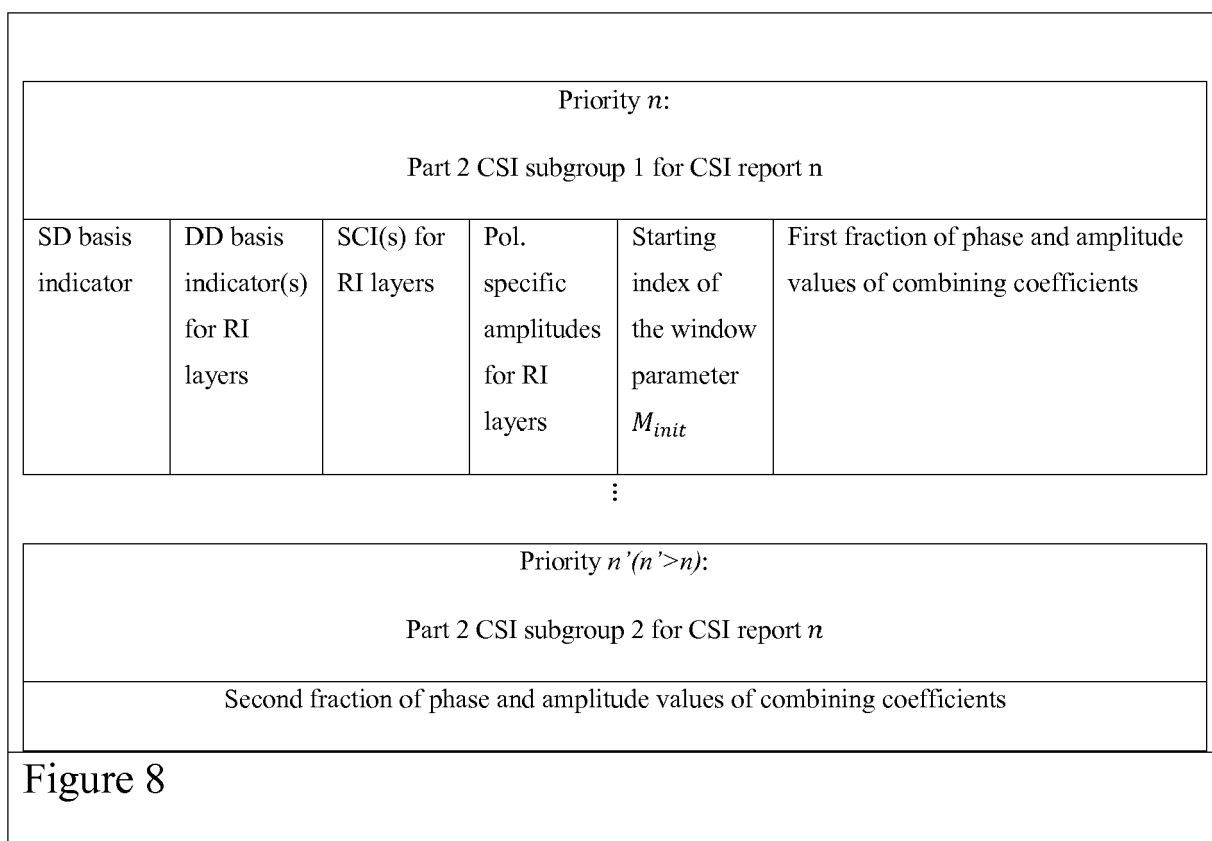 Priority n:
Part 2 CSI subgroup 1 for CSI report n
SD basis
indicator
DD basis
indicator(s)
for RI
layers
SCI(s) for
RI layers
Pol.
specific
amplitudes
for RI
layers
Starting
index of
the window
parameter
M_{init}
First fraction of phase and amplitude
values of combining coefficients
⋮
Priority n’(n’>n):
Part 2 CSI subgroup 2 for CSI report n
Second fraction of phase and amplitude values of combining coefficients
Figure 8